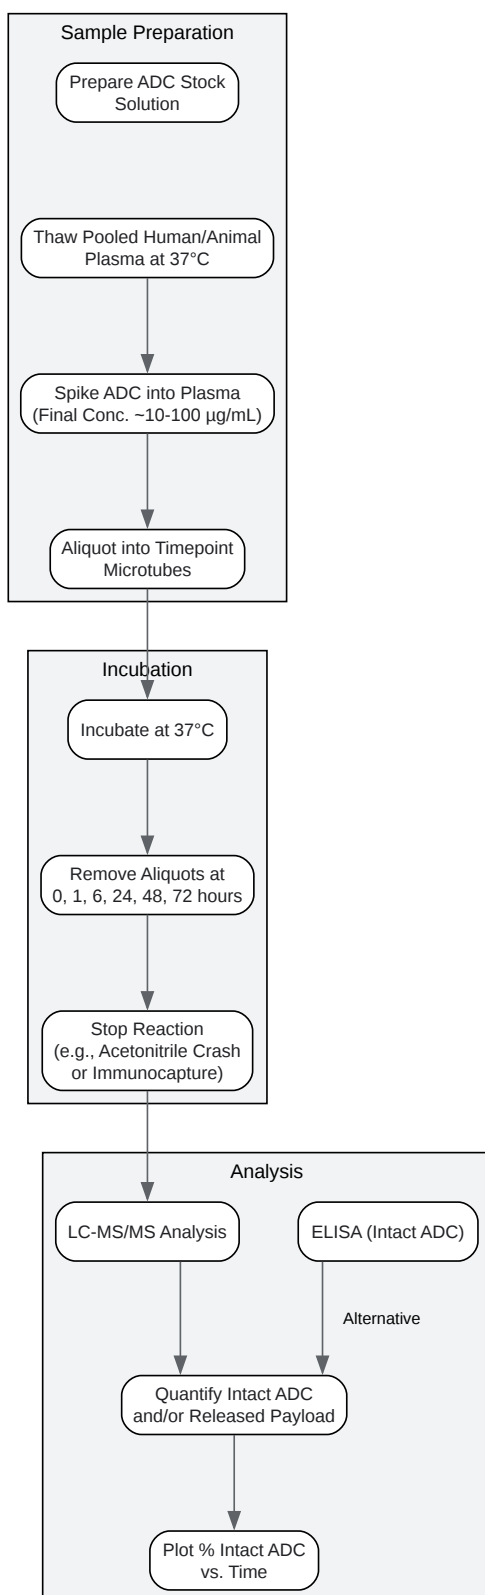 Sample Preparation
Prepare ADC Stock
Solution
Thaw Pooled Human/Animal
Plasma at 37°C
Spike ADC into Plasma
(Final Conc. ~10-100 µg/mL)
Aliquot into Timepoint
Microtubes
Incubation
Incubate at 37°C
Remove Aliquots at
0, 1, 6, 24, 48, 72 hours
Stop Reaction
(e.g., Acetonitrile Crash
or Immunocapture)
Analysis
LC-MS/MS Analysis
ELISA (Intact ADC)
Alternative
Quantify Intact ADC
and/or Released Payload
Plot % Intact ADC
vs. Time